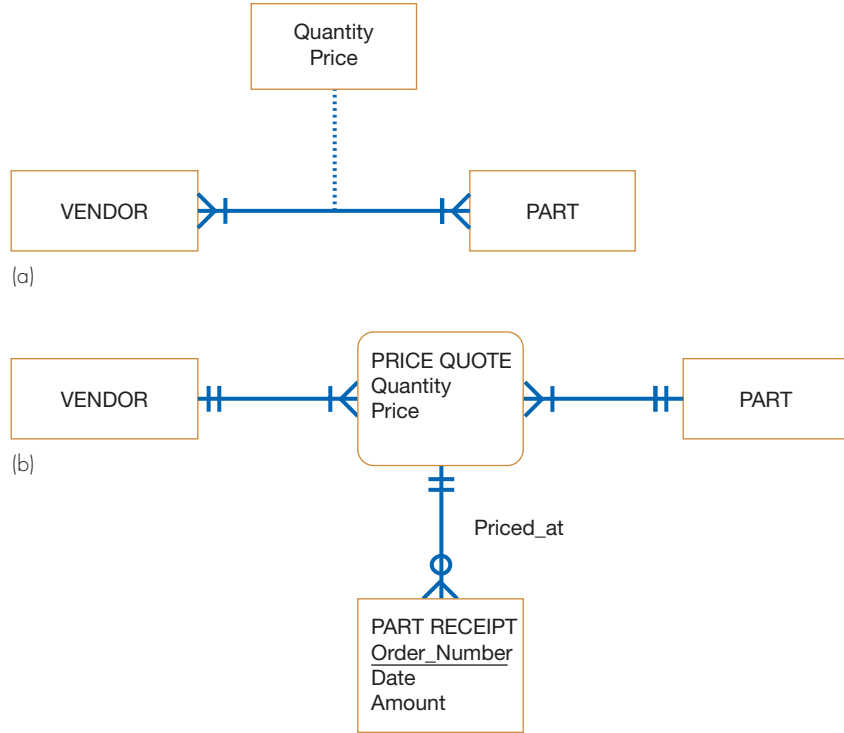 Quantity
Price
VENDOR
PART
(a)
PRICE QUOTE
Quantity
Price
VENDOR
PART
(b)
Priced_at
PART RECEIPT
Order_Number
Date
Amount